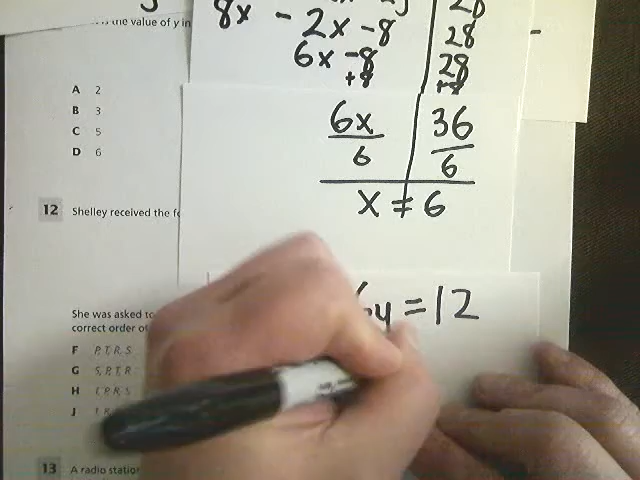 the value of y in
8x - 2x -8 28
6x -8 28
+8 +8
A 2
B 3
C 5
D 6
6x 36
6 6
x = 6
12 Shelley received the
6y = 12
She was asked to
correct order of
F P, T, R, S
G S, P, T, R
H T, P, R, S
J
13 A radio station